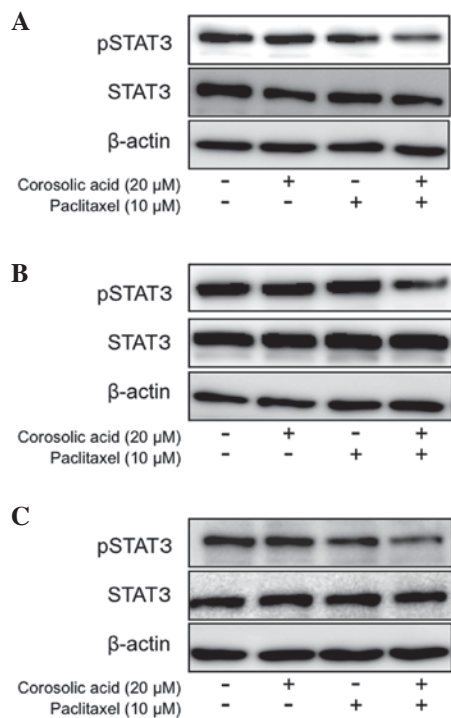 A
pSTAT3
STAT3
β-actin
Corosolic acid (20 μM) - + - +
Paclitaxel (10 μM) - - + +
B
pSTAT3
STAT3
β-actin
Corosolic acid (20 μM) - + - +
Paclitaxel (10 μM) - - + +
C
pSTAT3
STAT3
β-actin
Corosolic acid (20 μM) - + - +
Paclitaxel (10 μM) - - + +